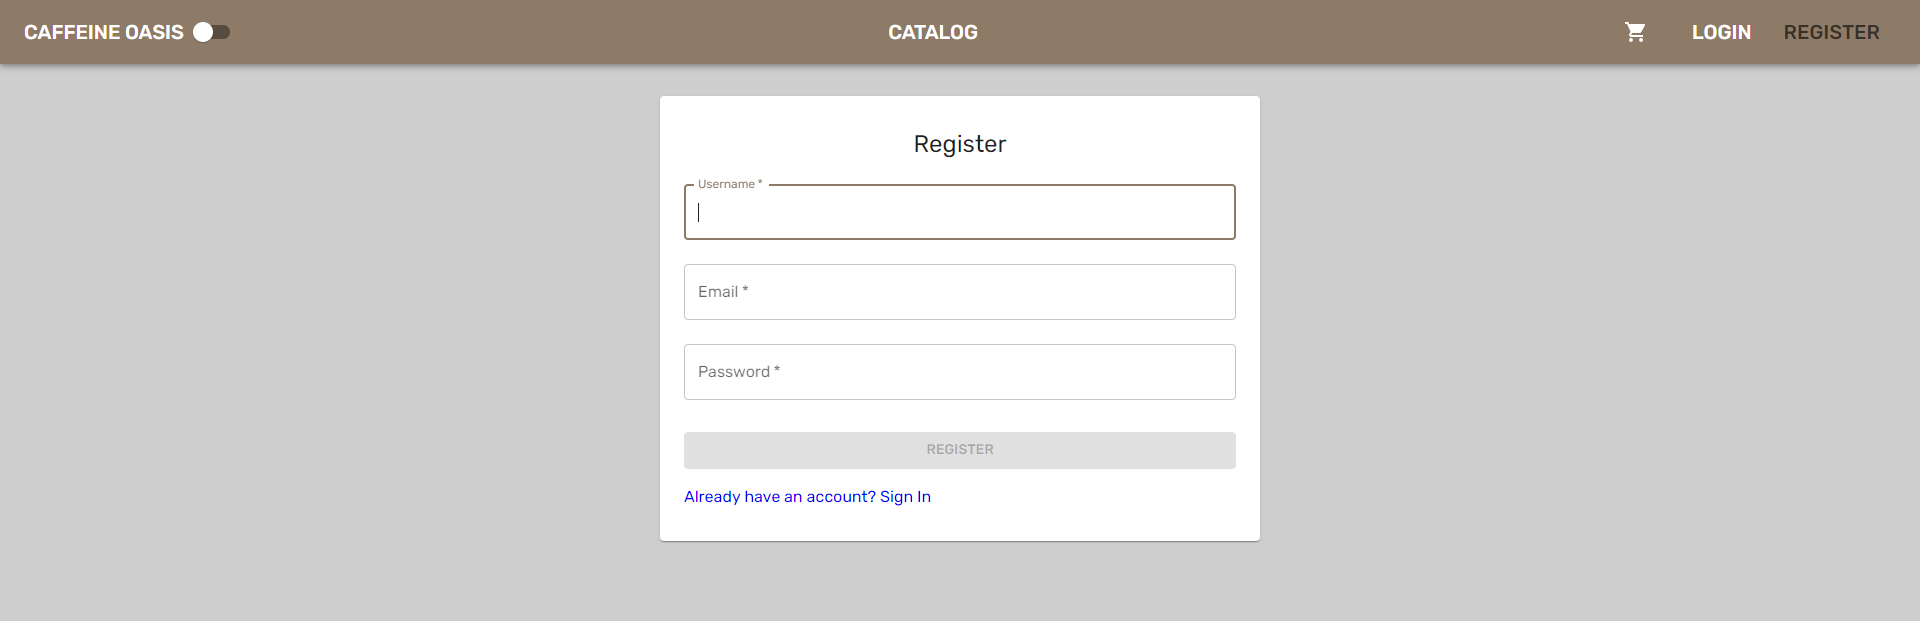 CAFFEINE OASIS CATALOG LOGIN REGISTER
Register
Username *
Email *
Password *
REGISTER
Already have an account? Sign In